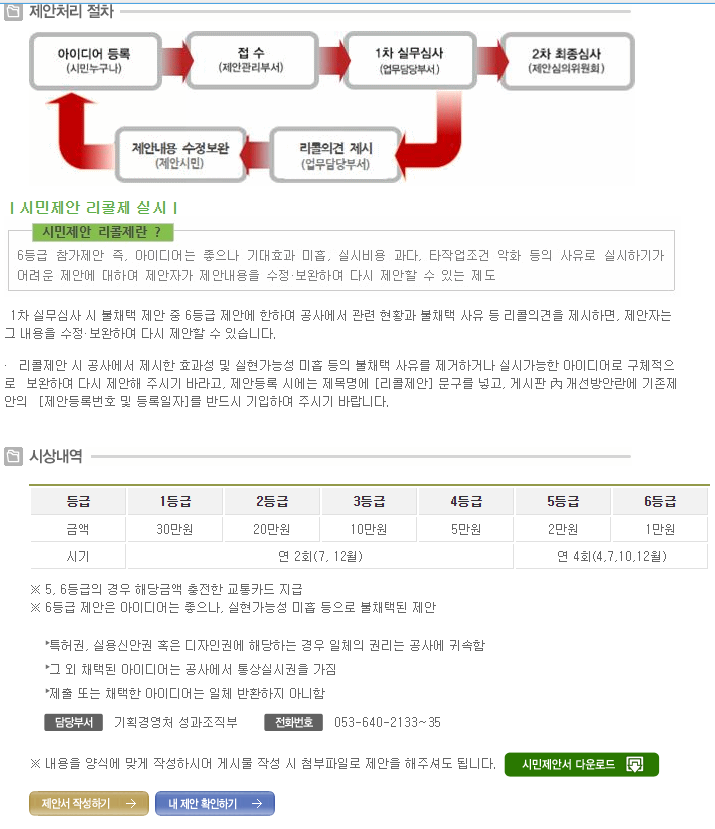 제안처리 절차
아이디어 등록
(시민누구나)
접 수
(제안관리부서)
1차 실무심사
(업무담당부서)
2차 최종심사
(제안심의위원회)
제안내용 수정보완
(제안시민)
리콜의견 제시
(업무담당부서)
| 시민제안 리콜제 실시 |
시민제안 리콜제란 ?
6등급 참가제안 즉, 아이디어는 좋으나 기대효과 미흡, 실시비용 과다, 타작업조건 악화 등의 사유로 실시하기가
어려운 제안에 대하여 제안자가 제안내용을 수정·보완하여 다시 제안할 수 있는 제도
1차 실무심사 시 불채택 제안 중 6등급 제안에 한하여 공사에서 관련 현황과 불채택 사유 등 리콜의견을 제시하면, 제안자는
그 내용을 수정·보완하여 다시 제안할 수 있습니다.
· 리콜제안 시 공사에서 제시한 효과성 및 실현가능성 미흡 등의 불채택 사유를 제거하거나 실시가능한 아이디어로 구체적으
로 보완하여 다시 제안해 주시기 바라고, 제안등록 시에는 제목명에 [리콜제안] 문구를 넣고, 게시판 內 개선방안란에 기존제
안의 [제안등록번호 및 등록일자]를 반드시 기입하여 주시기 바랍니다.
시상내역
등급 1등급 2등급 3등급 4등급 5등급 6등급
금액 30만원 20만원 10만원 5만원 2만원 1만원
시기 연 2회(7, 12월) 연 4회(4,7,10,12월)
※ 5, 6등급의 경우 해당금액 충전한 교통카드 지급
※ 6등급 제안은 아이디어는 좋으나, 실현가능성 미흡 등으로 불채택된 제안
*특허권, 실용신안권 혹은 디자인권에 해당하는 경우 일체의 권리는 공사에 귀속함
*그 외 채택된 아이디어는 공사에서 통상실시권을 가짐
*제출 또는 채택한 아이디어는 일체 반환하지 아니함
담당부서 기획경영처 성과조직부 전화번호 053-640-2133~35
※ 내용을 양식에 맞게 작성하시어 게시물 작성 시 첨부파일로 제안을 해주셔도 됩니다. 시민제안서 다운로드
제안서 작성하기 → 내 제안 확인하기 →